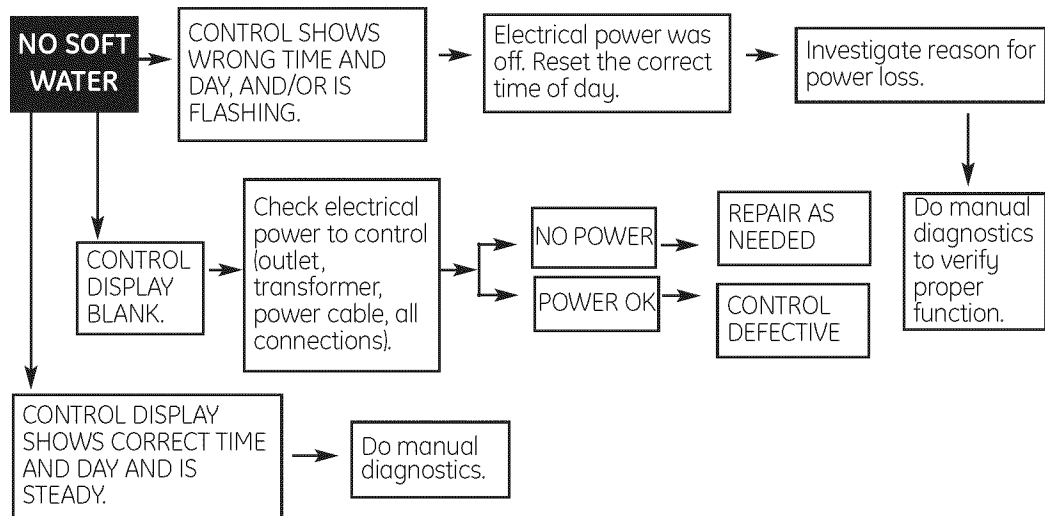 NO SOFT
WATER
CONTROL SHOWS
WRONG TIME AND
DAY, AND/OR IS
FLASHING.
Electrical power was
off. Reset the correct
time of day.
Investigate reason for
power loss.
Do manual
diagnostics
to verify
proper
function.
CONTROL
DISPLAY
BLANK.
Check electrical
power to control
(outlet,
transformer,
power cable, all
connections).
NO POWER
REPAIR AS
NEEDED
POWER OK
CONTROL
DEFECTIVE
CONTROL DISPLAY
SHOWS CORRECT TIME
AND DAY AND IS
STEADY.
Do manual
diagnostics.